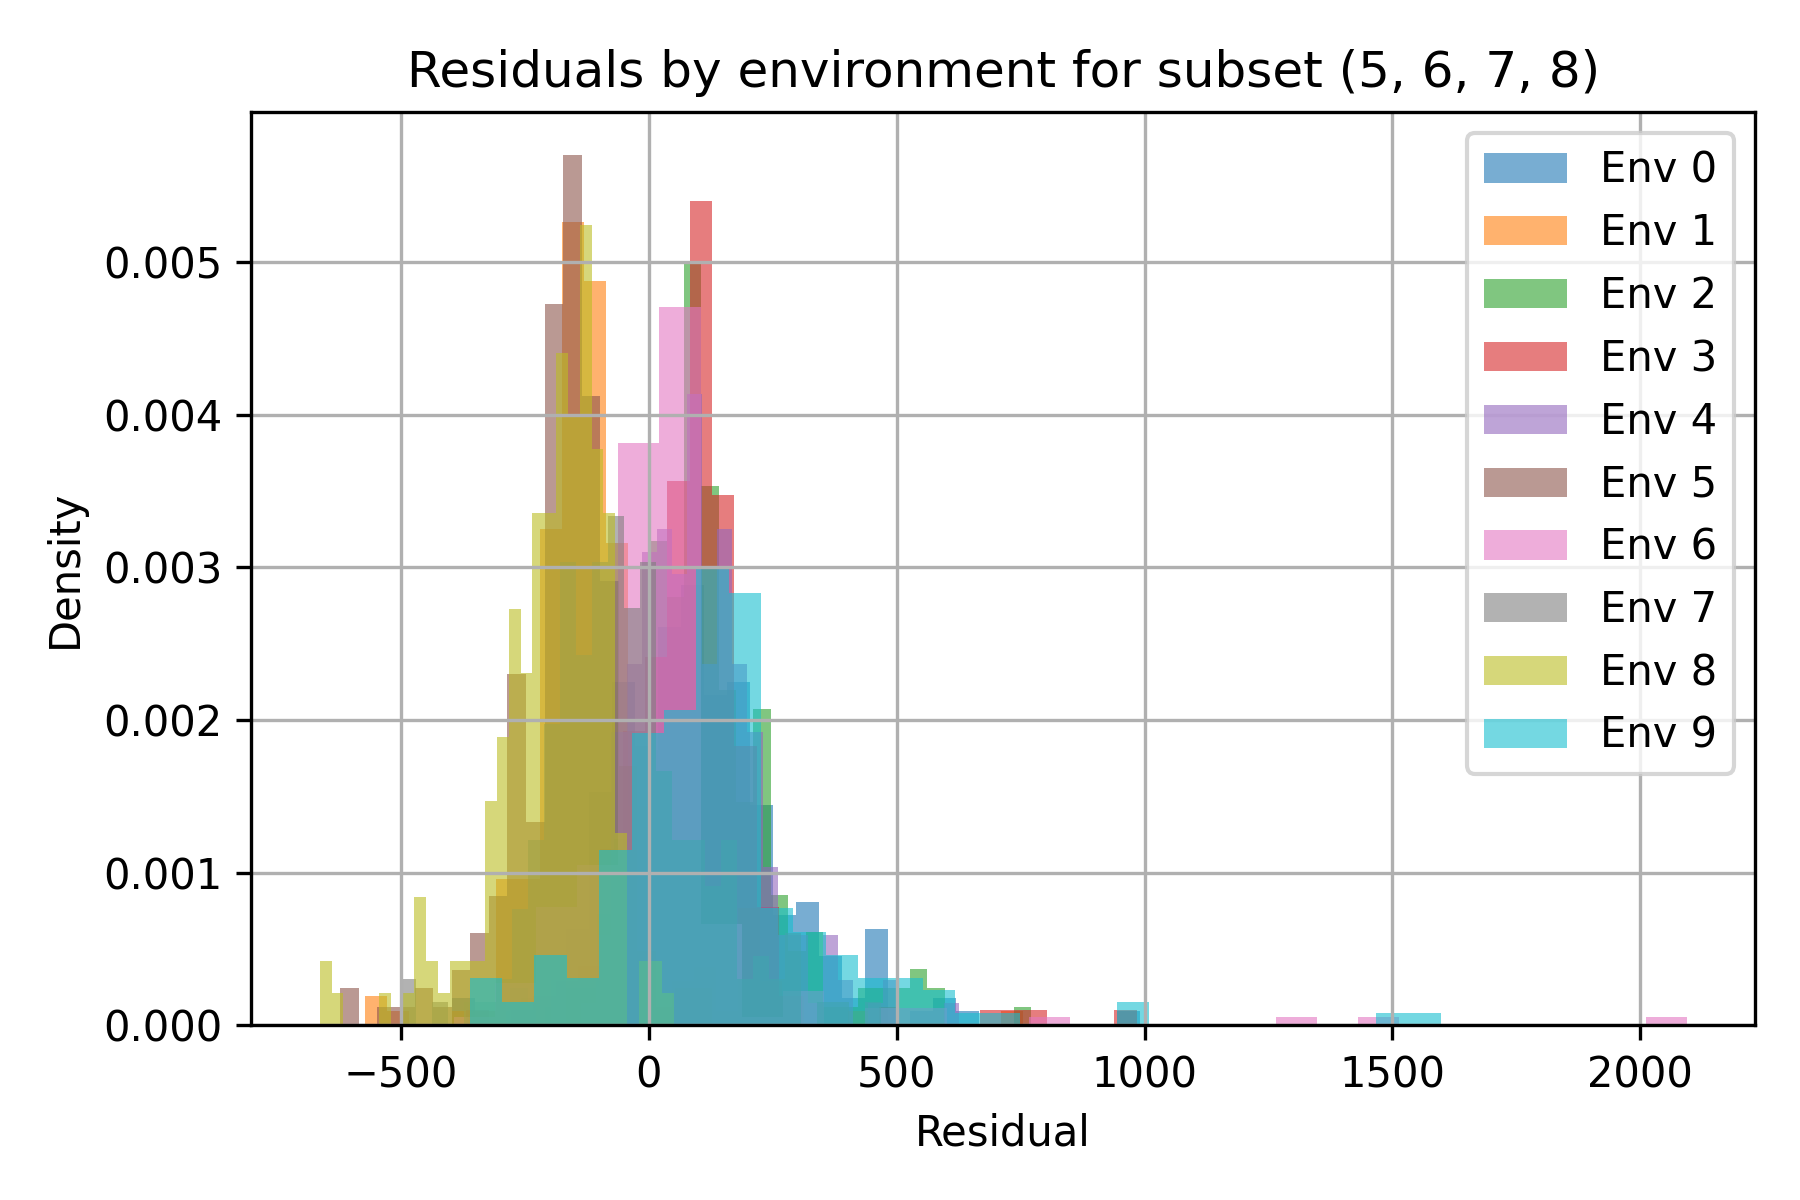 Residuals by environment for subset (5, 6, 7, 8)
Env 0
Env 1
Env 2
Env 3
Env 4
Env 5
Env 6
Env 7
Env 8
Env 9
Density
0.005
0.004
0.003
0.002
0.001
0.000
−500 0 500 1000 1500 2000
Residual